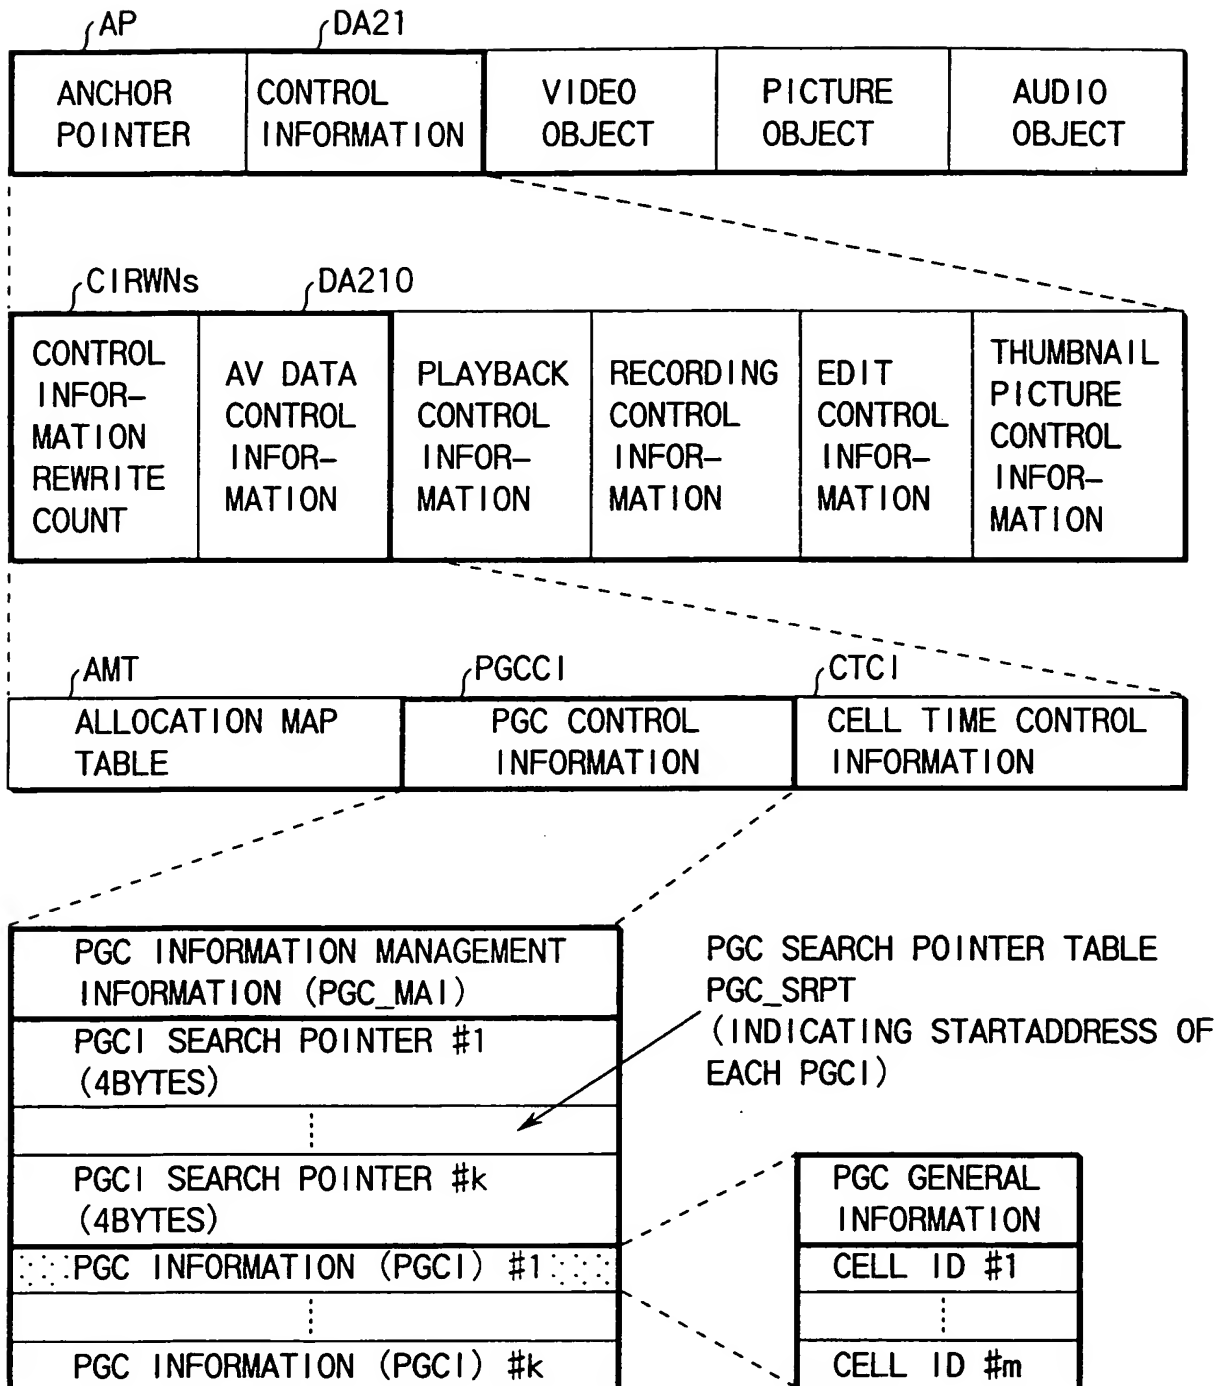 AP
DA21
ANCHOR
POINTER
CONTROL
INFORMATION
VIDEO
OBJECT
PICTURE
OBJECT
AUDIO
OBJECT
CIRWNs
DA210
CONTROL
INFOR-
MATION
REWRITE
COUNT
AV DATA
CONTROL
INFOR-
MATION
PLAYBACK
CONTROL
INFOR-
MATION
RECORDING
CONTROL
INFOR-
MATION
EDIT
CONTROL
INFOR-
MATION
THUMBNAIL
PICTURE
CONTROL
INFOR-
MATION
AMT
PGCCI
CTCI
ALLOCATION MAP
TABLE
PGC CONTROL
INFORMATION
CELL TIME CONTROL
INFORMATION
PGC INFORMATION MANAGEMENT
INFORMATION (PGC_MAI)
PGCI SEARCH POINTER #1
(4BYTES)
PGCI SEARCH POINTER #k
(4BYTES)
PGC INFORMATION (PGCI) #1
PGC INFORMATION (PGCI) #k
PGC SEARCH POINTER TABLE
PGC_SRPT
(INDICATING STARTADDRESS OF
EACH PGCI)
PGC GENERAL
INFORMATION
CELL ID #1
CELL ID #m